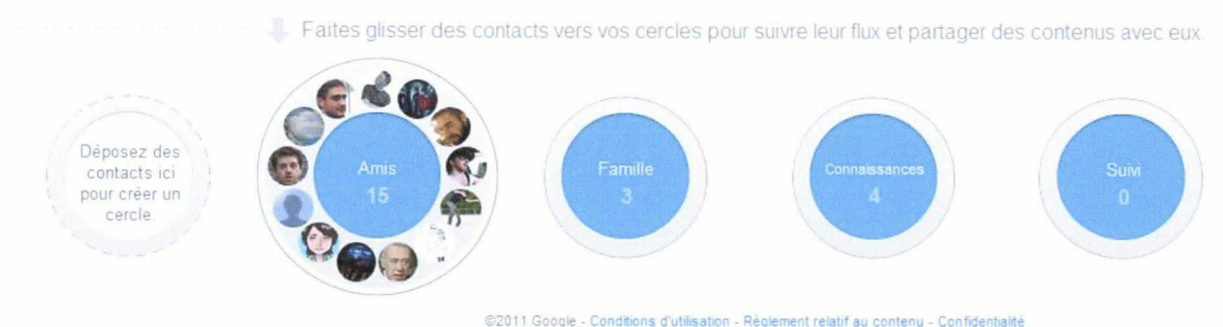 Faites glisser des contacts vers vos cercles pour suivre leur flux et partager des contenus avec eux.
Déposez des
contacts ici
pour créer un
cercle
Amis
15
Famille
3
Connaissances
4
Suivi
0
©2011 Google - Conditions d'utilisation - Règlement relatif au contenu - Confidentialité